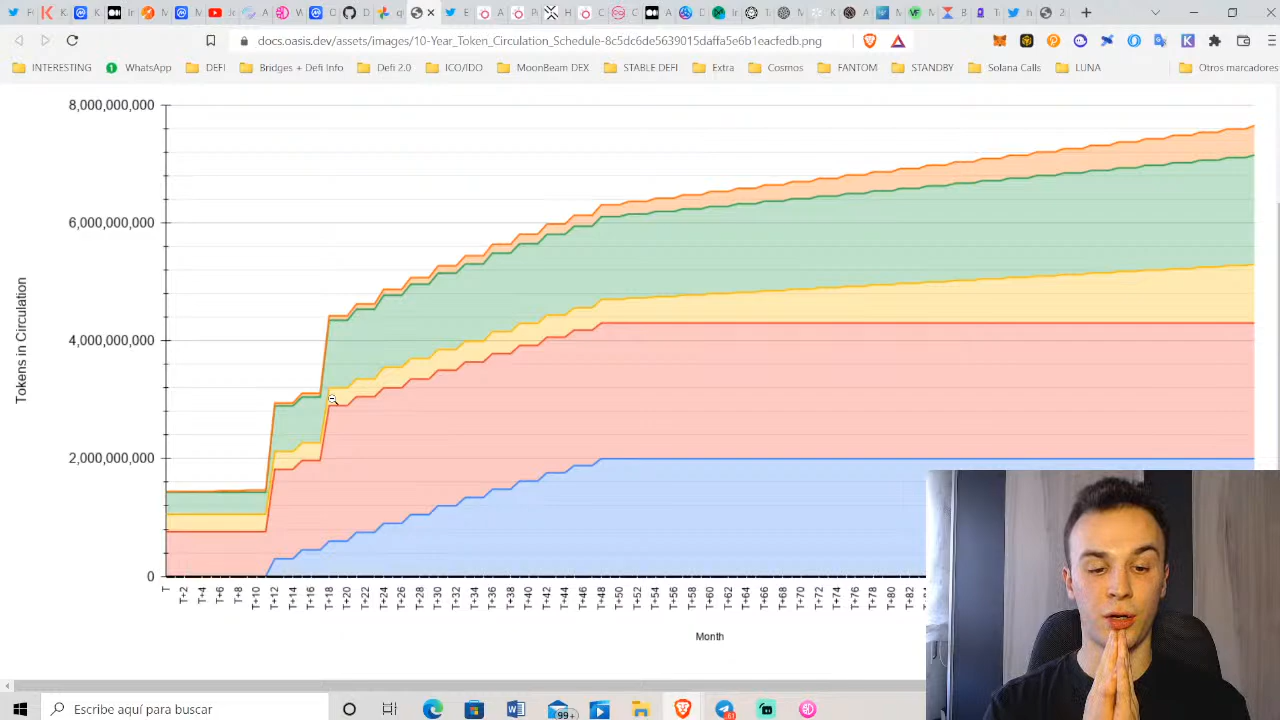 docs.oasis.dev/assets/images/10-Year_Token_Circulation_Schedule-8c5dc6de5639015daffa5e6b1eacfedb.png
INTERESTING WhatsApp DEFI Bridges + Defi Info Defi 2.0 ICO/IDO MoonBeam DEX STABLE DEFI Extra Cosmos FANTOM STANDBY Solana Calls LUNA Otros marcadores
8,000,000,000
6,000,000,000
4,000,000,000
2,000,000,000
0
Tokens in Circulation
T T+2 T+4 T+6 T+8 T+10 T+12 T+14 T+16 T+18 T+20 T+22 T+24 T+26 T+28 T+30 T+32 T+34 T+36 T+38 T+40 T+42 T+44 T+46 T+48 T+50 T+52 T+54 T+56 T+58 T+60 T+62 T+64 T+66 T+68 T+70 T+72 T+74 T+76 T+78 T+80 T+82
Month
Escribe aquí para buscar
99+